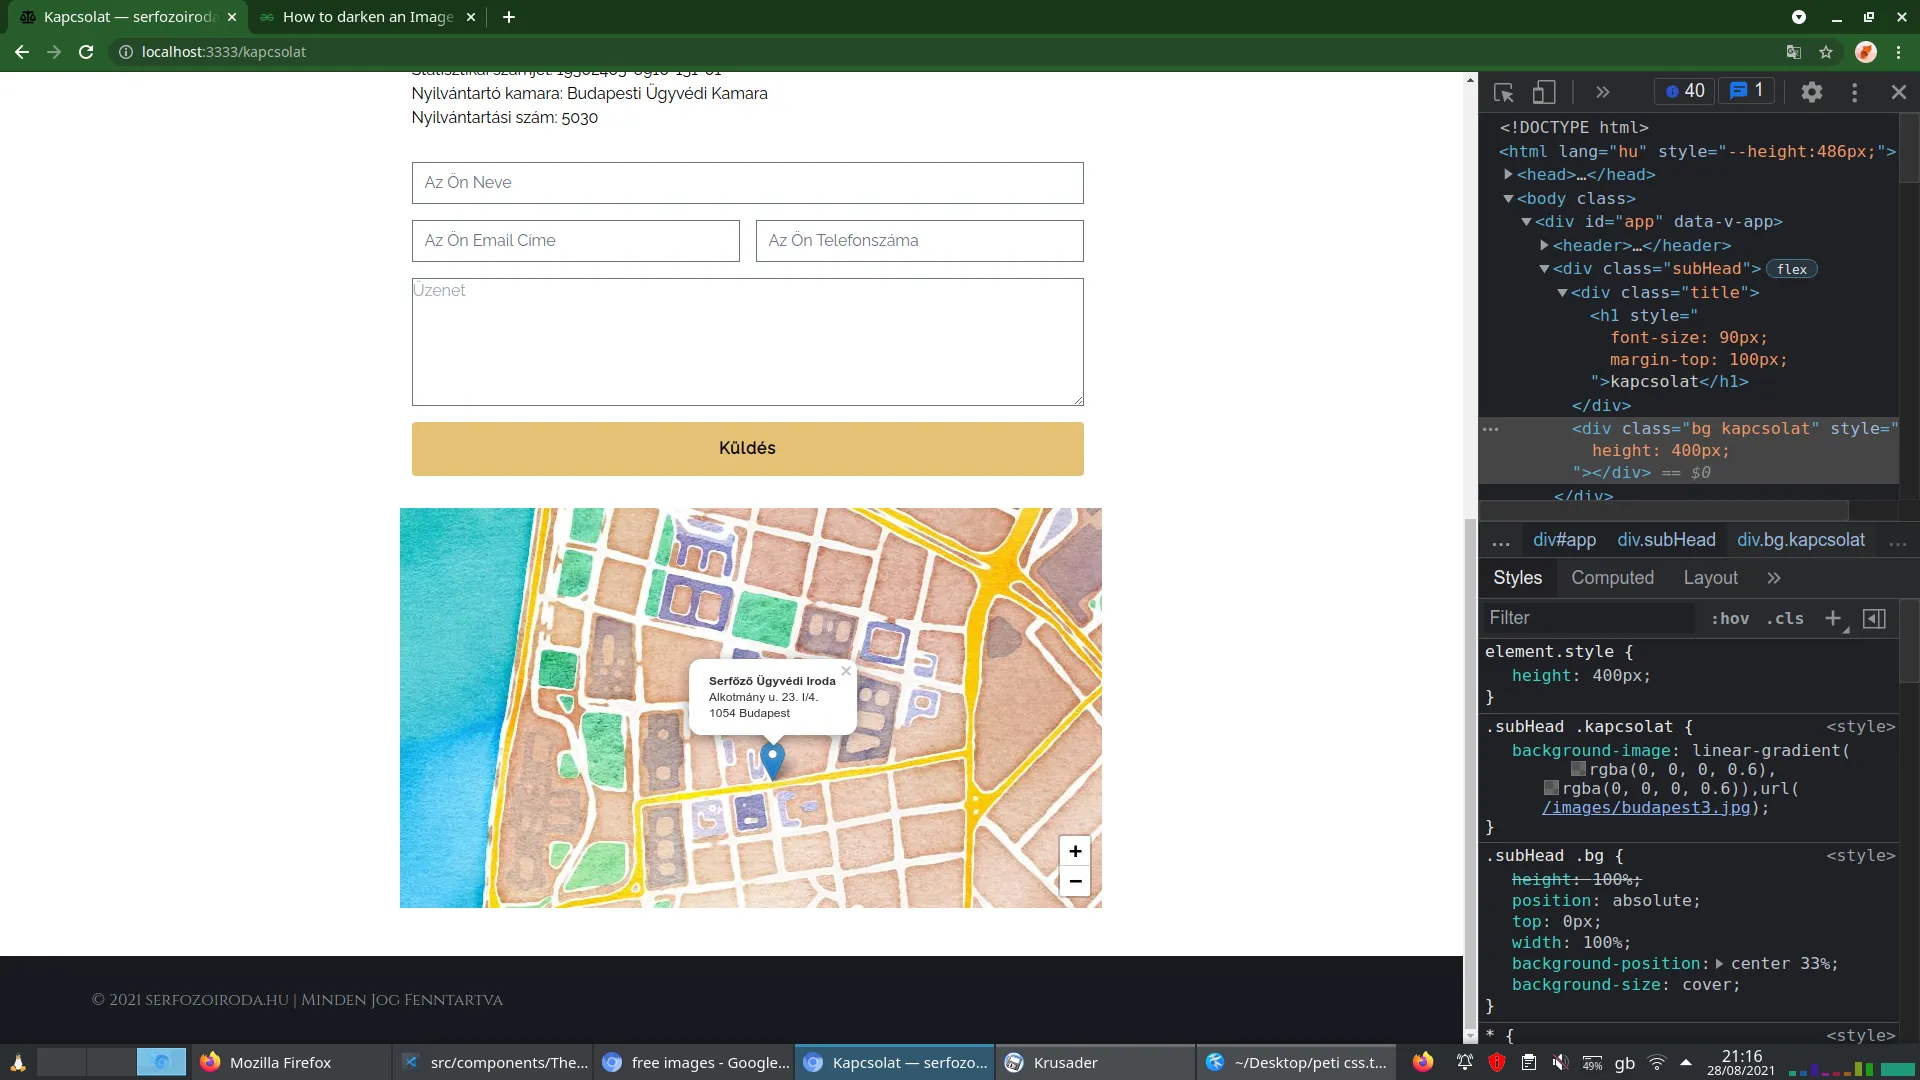 Kapcsolat — serfozoiroda
How to darken an Image
localhost:3333/kapcsolat
Statisztikai számjel: 19302403-6910-131-01
Nyilvántartó kamara: Budapesti Ügyvédi Kamara
Nyilvántartási szám: 5030
Az Ön Neve
Az Ön Email Címe
Az Ön Telefonszáma
Üzenet
Küldés
Serfőző Ügyvédi Iroda
Alkotmány u. 23. I/4.
1054 Budapest
+
−
© 2021 serfozoiroda.hu | Minden Jog Fenntartva
40
1
<!DOCTYPE html>
<html lang="hu" style="--height:486px;">
<head>…</head>
<body class>
<div id="app" data-v-app>
<header>…</header>
<div class="subHead"> flex
<div class="title">
<h1 style="
font-size: 90px;
margin-top: 100px;
">kapcsolat</h1>
</div>
<div class="bg kapcsolat" style="
height: 400px;
"></div> == $0
</div>
... div#app div.subHead div.bg.kapcsolat ...
Styles Computed Layout »
Filter :hov .cls +
element.style {
height: 400px;
}
.subHead .kapcsolat { <style>
background-image: linear-gradient(
rgba(0, 0, 0, 0.6),
rgba(0, 0, 0, 0.6)),url(
/images/budapest3.jpg);
}
.subHead .bg { <style>
height: 100%;
position: absolute;
top: 0px;
width: 100%;
background-position: center 33%;
background-size: cover;
}
* { <style>
Mozilla Firefox
src/components/The...
free images - Google...
Kapcsolat — serfozo...
Krusader
~/Desktop/peti css.t...
49%
gb
21:16
28/08/2021